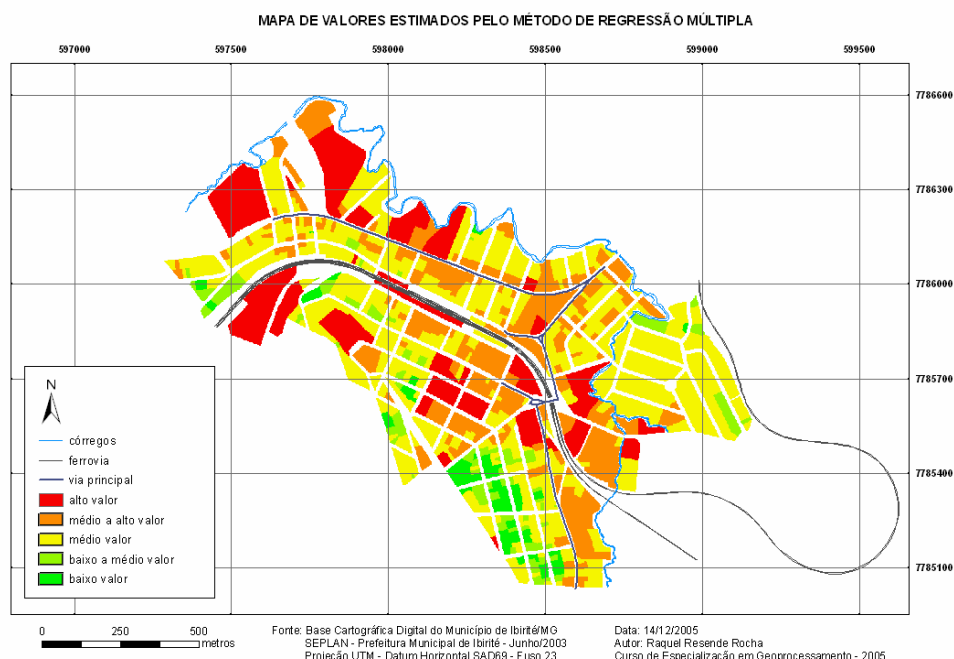 MAPA DE VALORES ESTIMADOS PELO MÉTODO DE REGRESSÃO MÚLTIPLA
597000 597500 598000 598500 599000 599500
7786600
7786300
7786000
7785700
7785400
7785100
N
córregos
ferrovia
via principal
alto valor
médio a alto valor
médio valor
baixo a médio valor
baixo valor
0 250 500
metros
Fonte: Base Cartográfica Digital do Município de Ibirité/MG
SEPLAN - Prefeitura Municipal de Ibirité - Junho/2003
Projeção UTM - Datum Horizontal SAD69 - Fuso 23
Data: 14/12/2005
Autor: Raquel Resende Rocha
Curso de Especialização em Geoprocessamento - 2005